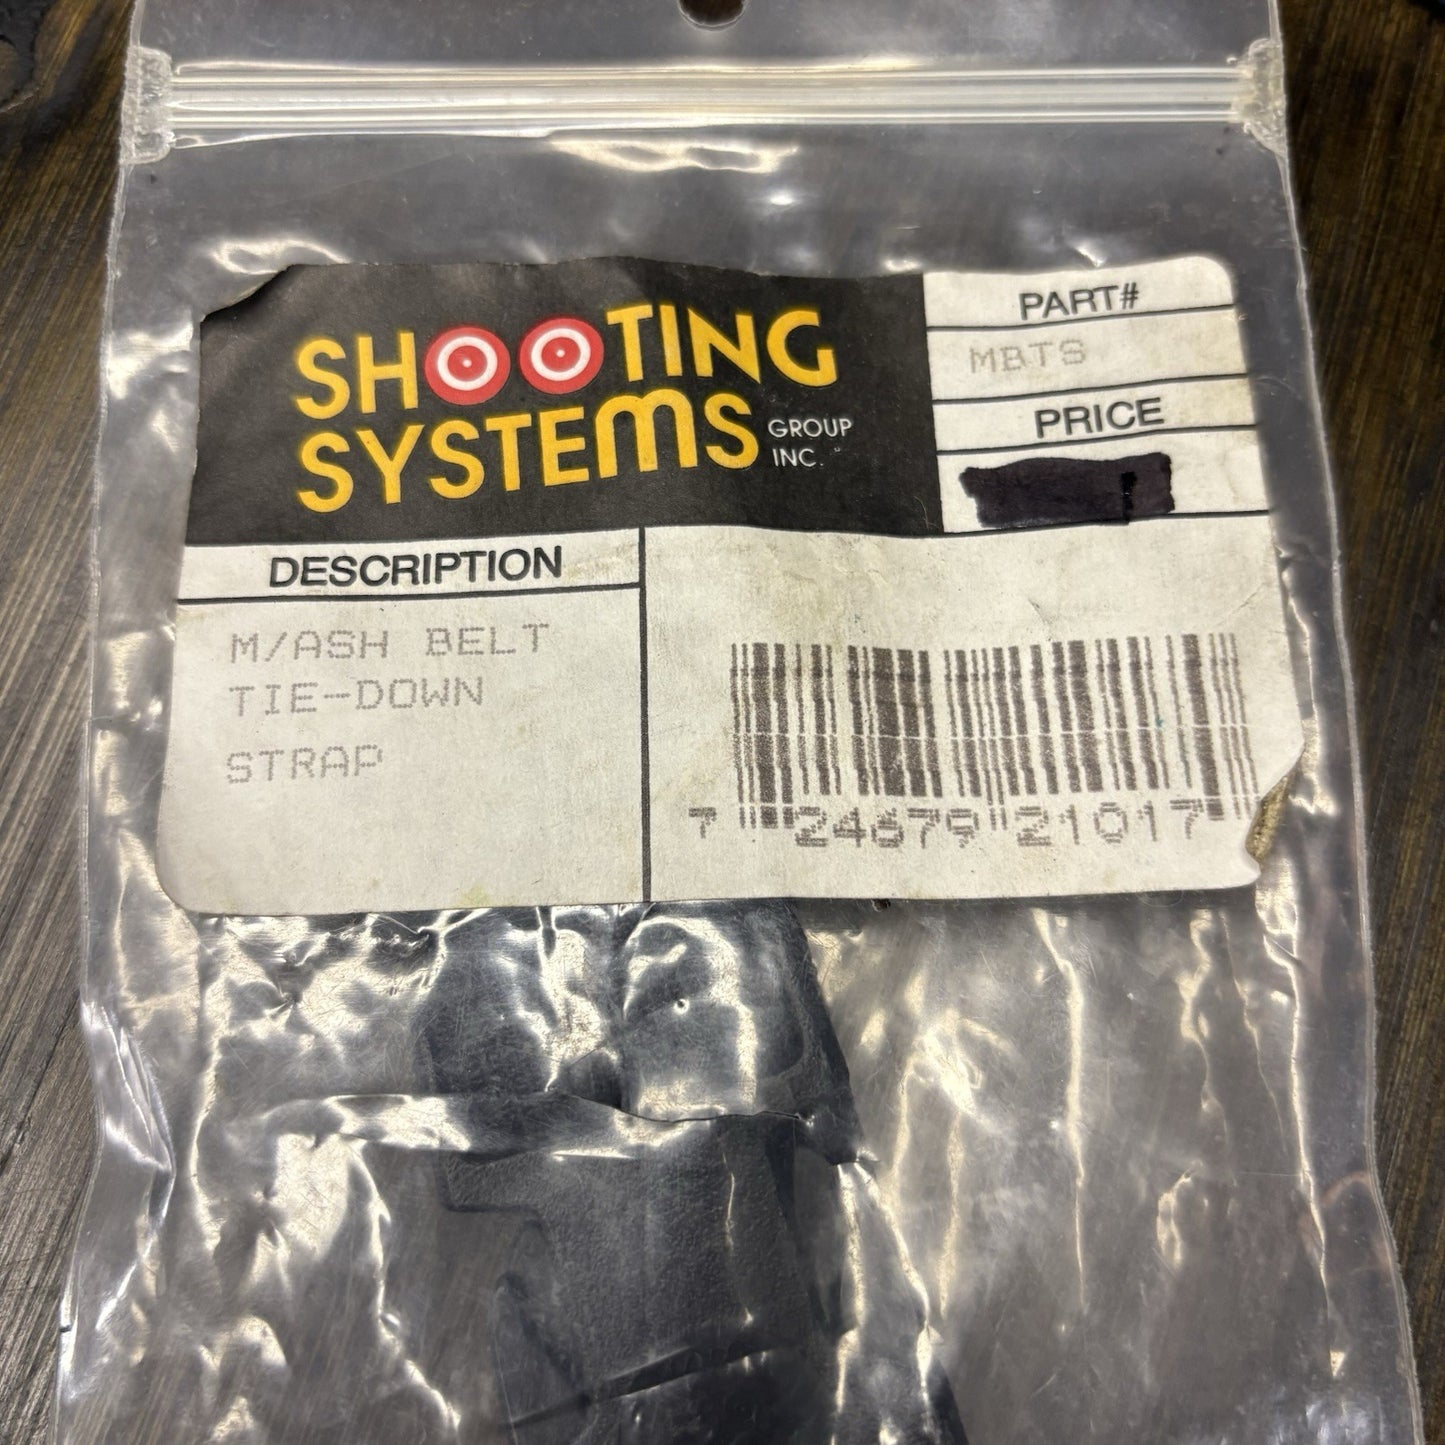 SHOOTING
SYSTEMS
GROUP
INC.
PART#
MBTS
PRICE
DESCRIPTION
M/ASH BELT
TIE-DOWN
STRAP
7 24679 21017